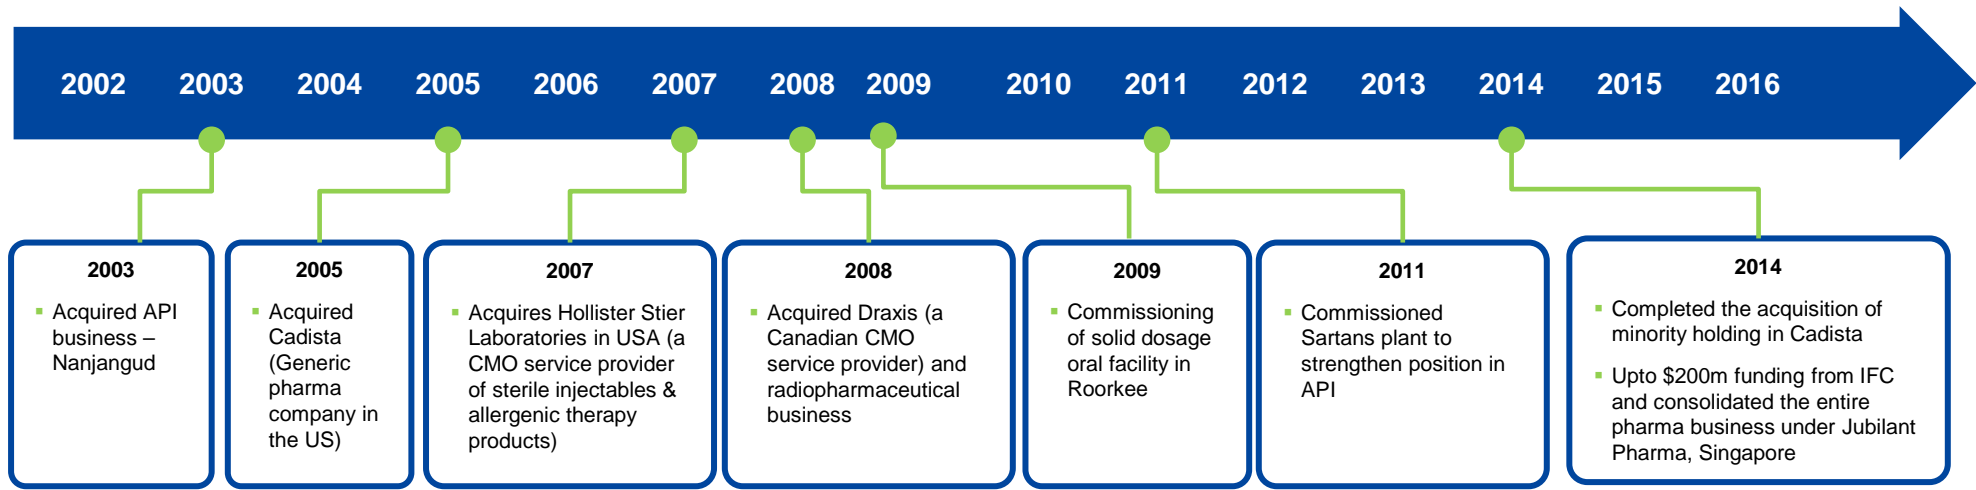 2002 2003 2004 2005 2006 2007 2008 2009 2010 2011 2012 2013 2014 2015 2016
2003
▪ Acquired API
business –
Nanjangud
2005
▪ Acquired
Cadista
(Generic
pharma
company in
the US)
2007
▪ Acquires Hollister Stier
Laboratories in USA (a
CMO service provider
of sterile injectables &
allergenic therapy
products)
2008
▪ Acquired Draxis (a
Canadian CMO
service provider) and
radiopharmaceutical
business
2009
▪ Commissioning
of solid dosage
oral facility in
Roorkee
2011
▪ Commissioned
Sartans plant to
strengthen position in
API
2014
▪ Completed the acquisition of
minority holding in Cadista
▪ Upto $200m funding from IFC
and consolidated the entire
pharma business under Jubilant
Pharma, Singapore